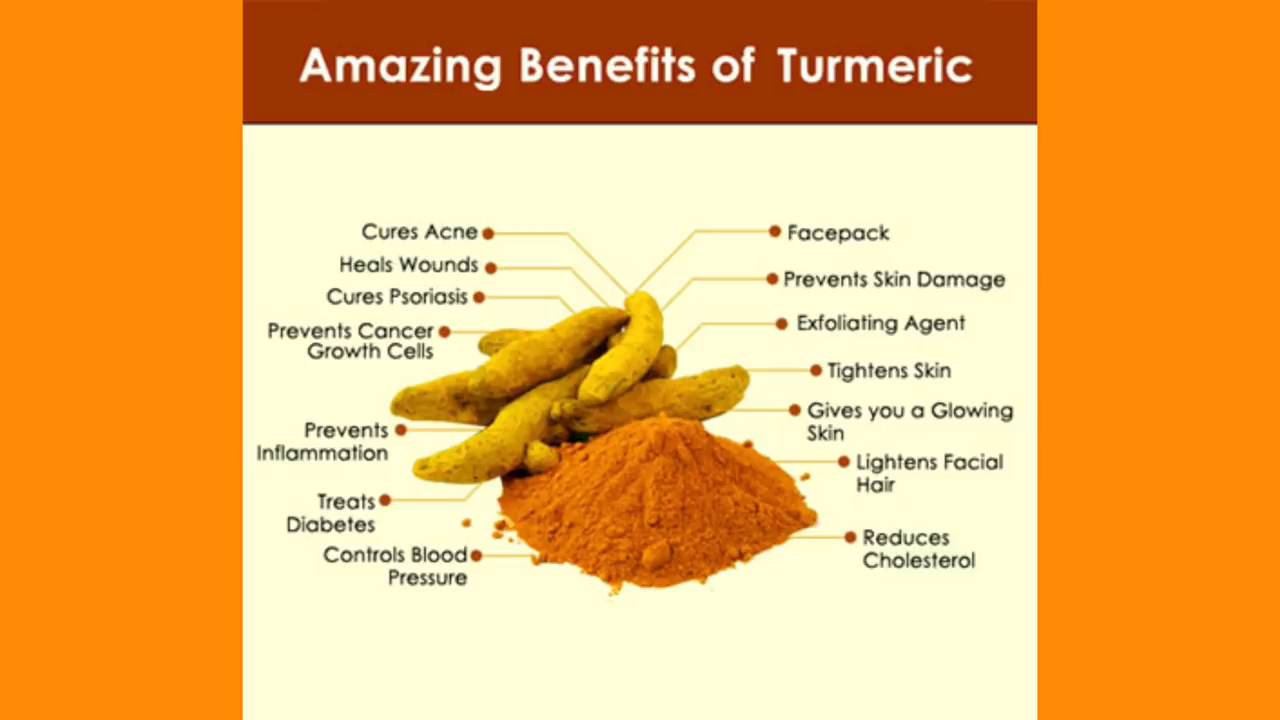 Amazing Benefits of Turmeric
Cures Acne
Heals Wounds
Cures Psoriasis
Prevents Cancer
Growth Cells
Prevents
Inflammation
Treats
Diabetes
Controls Blood
Pressure
Facepack
Prevents Skin Damage
Exfoliating Agent
Tightens Skin
Gives you a Glowing
Skin
Lightens Facial
Hair
Reduces
Cholesterol